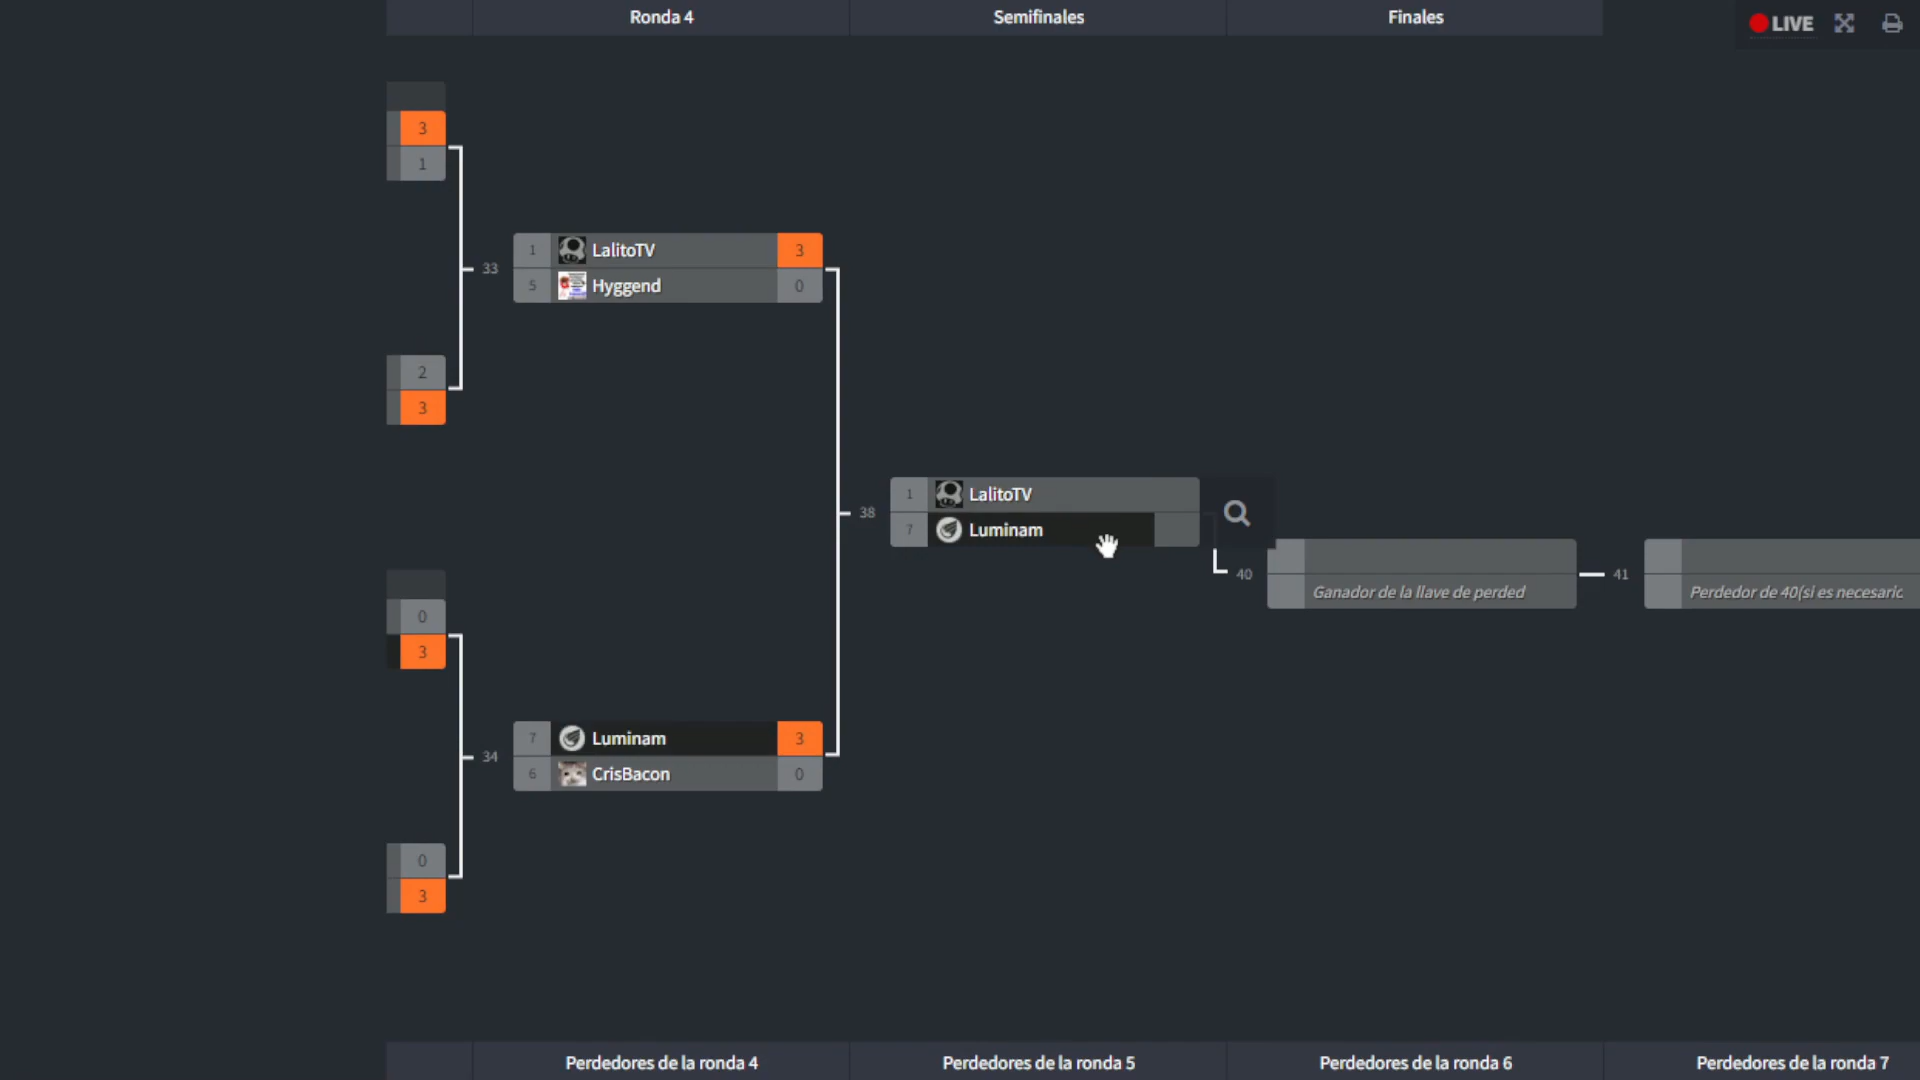 Ronda 4
Semifinales
Finales
LIVE
3
1
33
1 LalitoTV 3
5 Hyggend 0
2
3
38
1 LalitoTV
7 Luminam
40
Ganador de la llave de perded
41
Perdedor de 40(si es necesaric
0
3
34
7 Luminam 3
6 CrisBacon 0
0
3
Perdedores de la ronda 4
Perdedores de la ronda 5
Perdedores de la ronda 6
Perdedores de la ronda 7